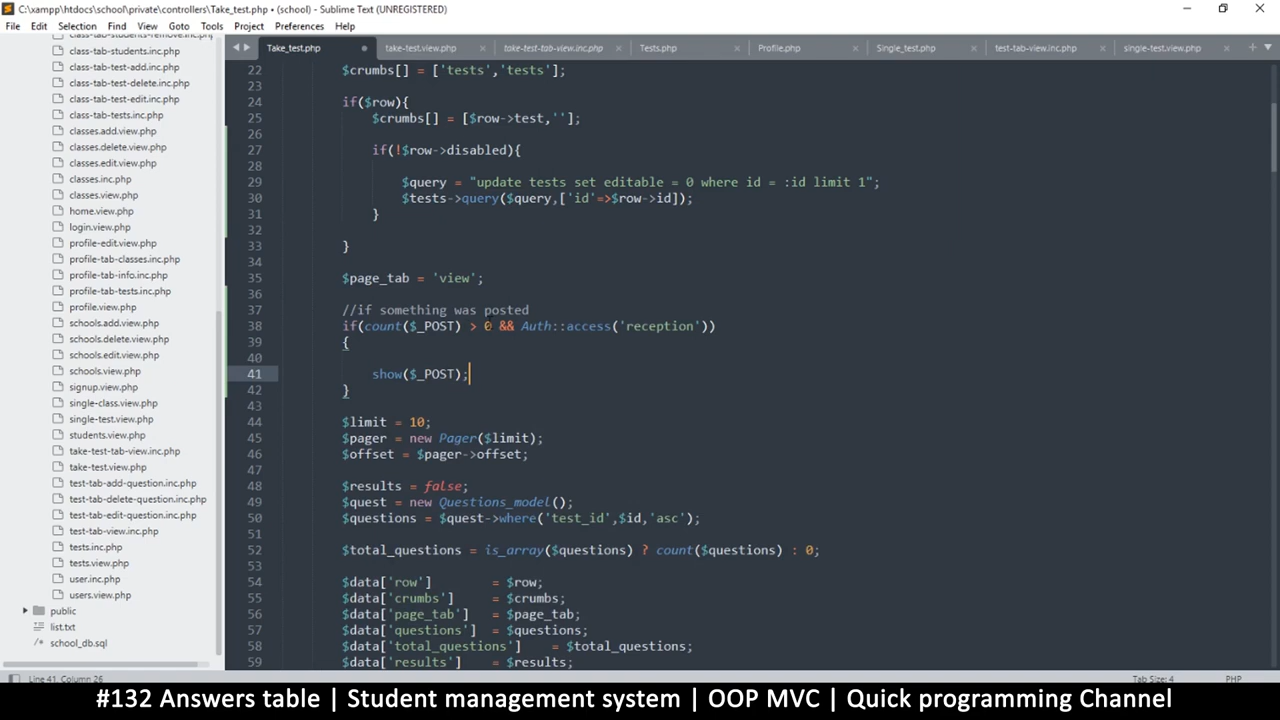 C:\xampp\htdocs\school\private\controllers\Take_test.php • (school) - Sublime Text (UNREGISTERED)
File Edit Selection Find View Goto Tools Project Preferences Help
Take_test.php take-test.view.php take-test-tab-view.inc.php Tests.php Profile.php Single_test.php test-tab-view.inc.php single-test.view.php
class-tab-students-remove.inc.php
class-tab-students.inc.php
class-tab-test-add.inc.php
class-tab-test-delete.inc.php
class-tab-test-edit.inc.php
class-tab-tests.inc.php
classes.add.view.php
classes.delete.view.php
classes.edit.view.php
classes.inc.php
classes.view.php
home.view.php
login.view.php
profile-edit.view.php
profile-tab-classes.inc.php
profile-tab-info.inc.php
profile-tab-tests.inc.php
profile.view.php
schools.add.view.php
schools.delete.view.php
schools.edit.view.php
schools.view.php
signup.view.php
single-class.view.php
single-test.view.php
students.view.php
take-test-tab-view.inc.php
take-test.view.php
test-tab-add-question.inc.php
test-tab-delete-question.inc.php
test-tab-edit-question.inc.php
test-tab-view.inc.php
tests.inc.php
tests.view.php
user.inc.php
users.view.php
public
list.txt
school_db.sql
22 $crumbs[] = ['tests','tests'];
23
24 if($row){
25 $crumbs[] = [$row->test,''];
26
27 if(!$row->disabled){
28
29 $query = "update tests set editable = 0 where id = :id limit 1";
30 $tests->query($query,['id'=>$row->id]);
31 }
32
33 }
34
35 $page_tab = 'view';
36
37 //if something was posted
38 if(count($_POST) > 0 && Auth::access('reception'))
39 {
40
41 show($_POST);
42 }
43
44 $limit = 10;
45 $pager = new Pager($limit);
46 $offset = $pager->offset;
47
48 $results = false;
49 $quest = new Questions_model();
50 $questions = $quest->where('test_id',$id,'asc');
51
52 $total_questions = is_array($questions) ? count($questions) : 0;
53
54 $data['row'] = $row;
55 $data['crumbs'] = $crumbs;
56 $data['page_tab'] = $page_tab;
57 $data['questions'] = $questions;
58 $data['total_questions'] = $total_questions;
59 $data['results'] = $results;
Line 41, Column 26 Tab Size: 4 PHP
#132 Answers table | Student management system | OOP MVC | Quick programming Channel